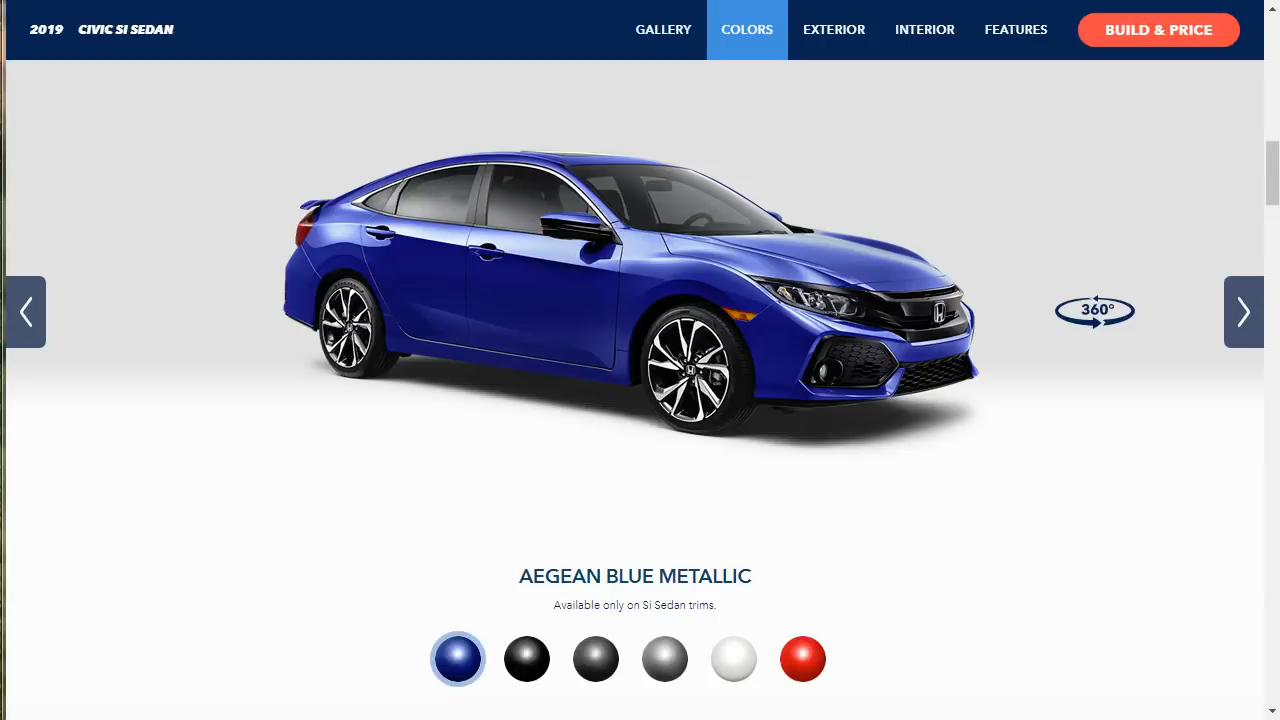 2019 CIVIC SI SEDAN
GALLERY COLORS EXTERIOR INTERIOR FEATURES BUILD & PRICE
360°
AEGEAN BLUE METALLIC
Available only on Si Sedan trims.